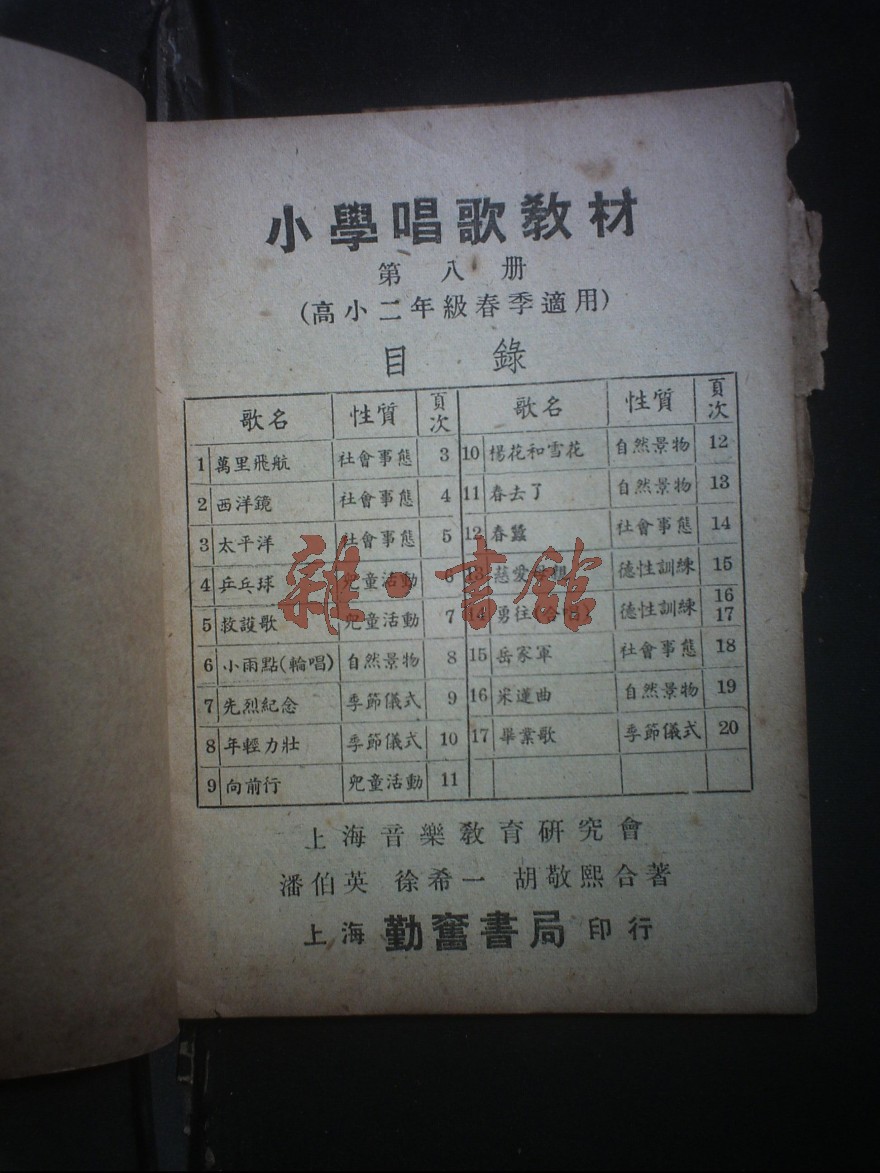 小學唱歌教材
第八册
(高小二年級春季適用)
目錄
歌名 性質 頁次 歌名 性質 頁次
1 萬里飛航 社會事態 3 10 楊花和雪花 自然景物 12
2 西洋鏡 社會事態 4 11 春去了 自然景物 13
3 太平洋 社會事態 5 12 春蠶 社會事態 14
4 乒乓球 兒童活動 6 13 慈愛 德性訓練 15
5 救護歌 兒童活動 7 14 勇往(合唱) 德性訓練 16 17
6 小雨點(輪唱) 自然景物 8 15 岳家軍 社會事態 18
7 先烈紀念 季節儀式 9 16 采蓮曲 自然景物 19
8 年輕力壯 季節儀式 10 17 畢業歌 季節儀式 20
9 向前行 兒童活動 11
上海音樂教育研究會
潘伯英 徐希一 胡敬熙合著
上海 勤奮書局 印行
雜·書館